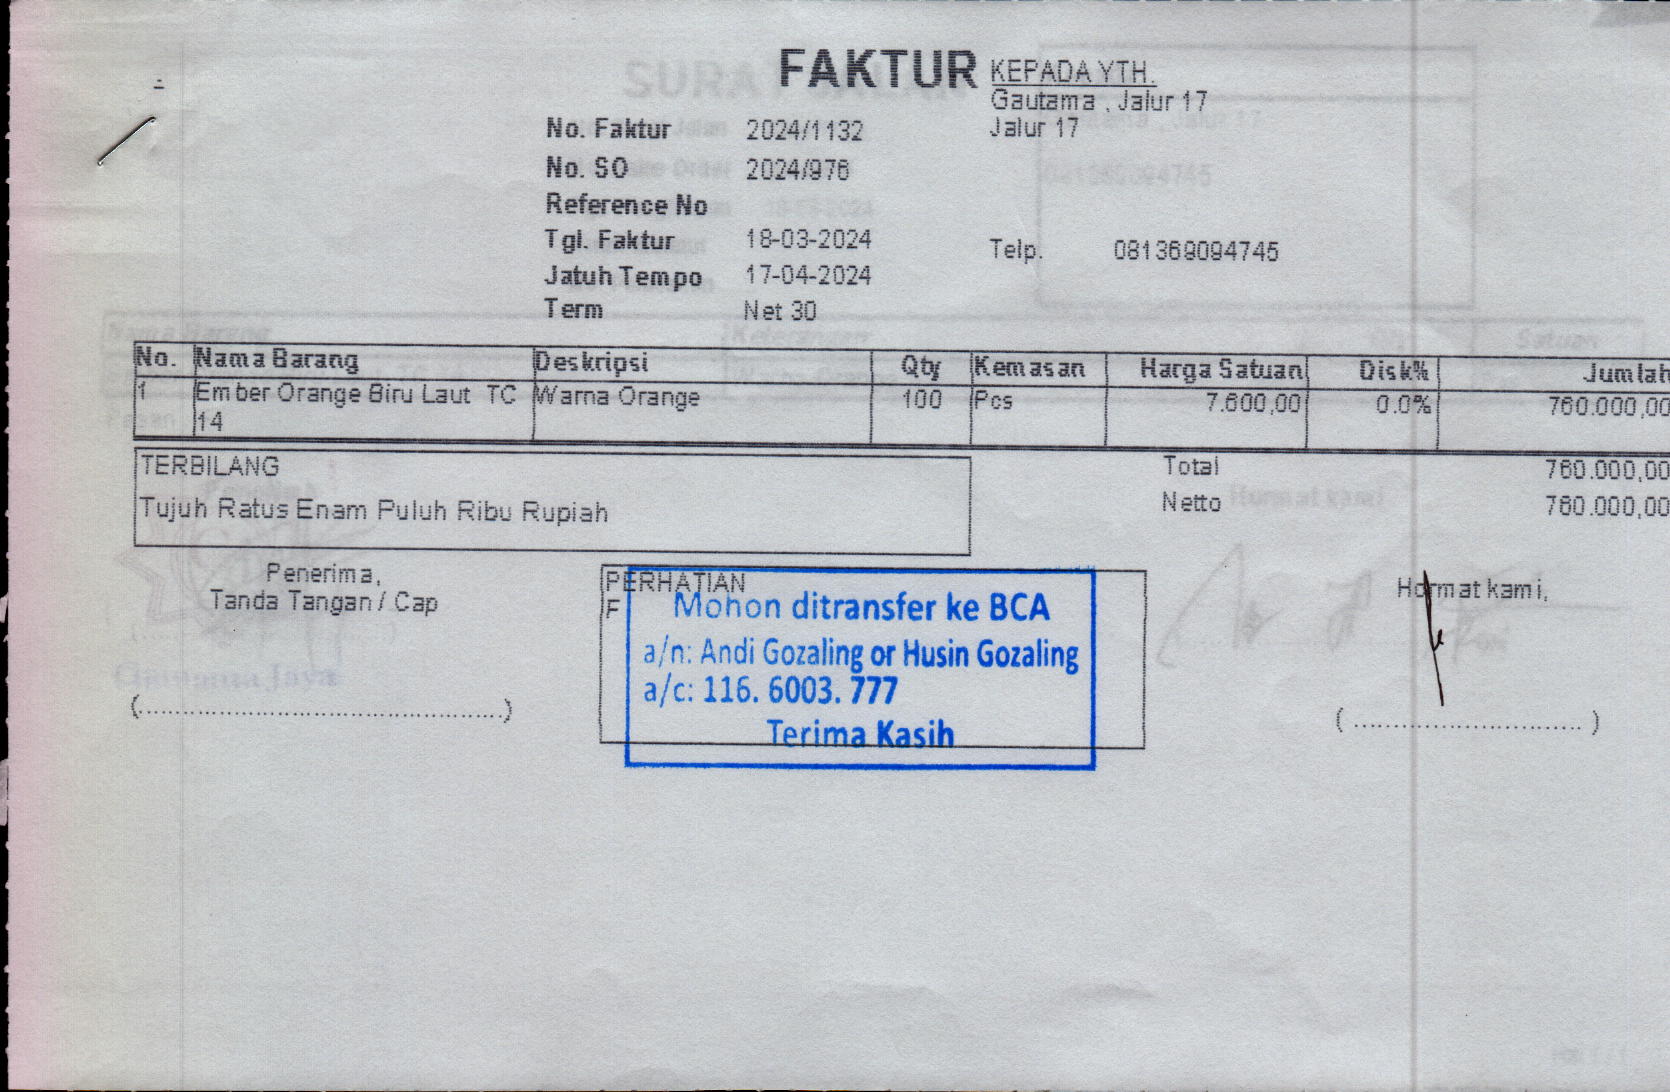 FAKTUR
KEPADA YTH.
Gautama , Jalur 17
Jalur 17
No. Faktur 2024/1132
No. SO 2024/976
Reference No
Tgl. Faktur 18-03-2024
Telp. 081369094745
Jatuh Tempo 17-04-2024
Term Net 30
No. Nama Barang Deskripsi Qty Kemasan Harga Satuan Disk% Jumlah
1 Ember Orange Biru Laut TC Warna Orange 100 Pcs 7.600,00 0.0% 760.000,00
14
TERBILANG
Tujuh Ratus Enam Puluh Ribu Rupiah
Total 760.000,00
Netto 760.000,00
Penerima,
Tanda Tangan / Cap
(..................................................)
PERHATIAN
F
Mohon ditransfer ke BCA
a/n: Andi Gozaling or Husin Gozaling
a/c: 116. 6003. 777
Terima Kasih
Hormat kami,
( ............................... )
SURAT JALAN